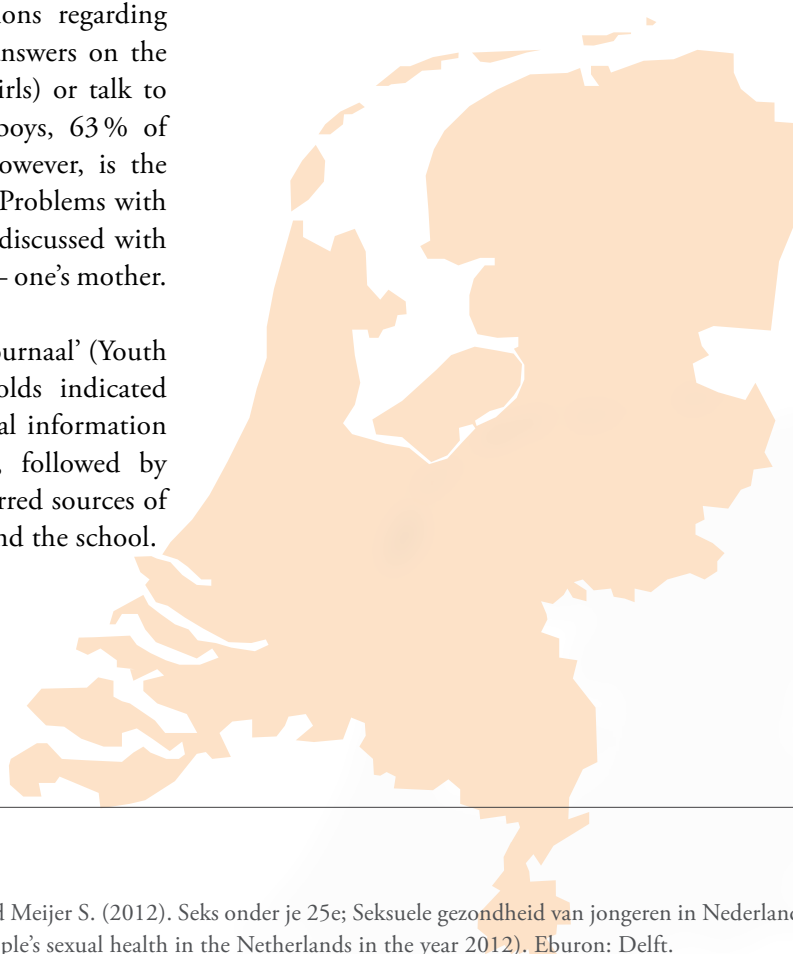 ions regarding
nswers on the
irls) or talk to
boys, 63 % of
owever, is the
Problems with
discussed with
– one's mother.
ournaal' (Youth
olds indicated
al information
, followed by
rred sources of
nd the school.
d Meijer S. (2012). Seks onder je 25e; Seksuele gezondheid van jongeren in Nederland
ple's sexual health in the Netherlands in the year 2012). Eburon: Delft.